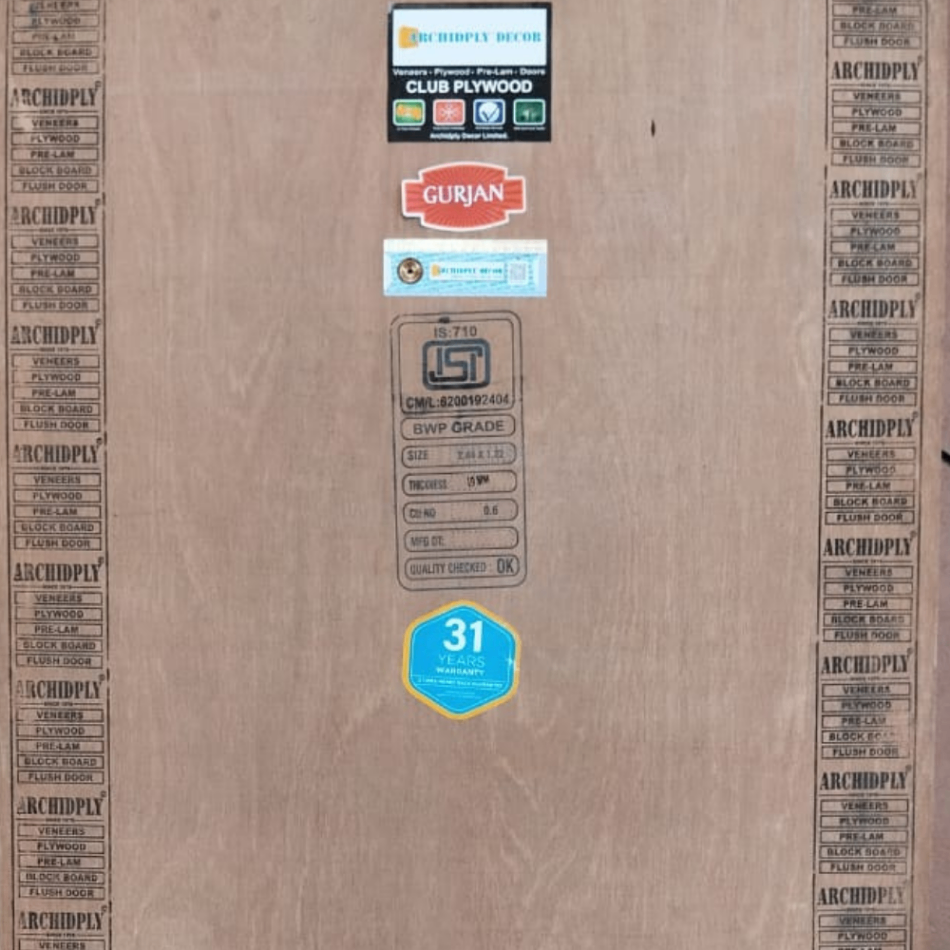 VENEERS
PLYWOOD
PRE-LAM
BLOCK BOARD
FLUSH DOOR
ARCHIDPLY
SINCE 1976
VENEERS
PLYWOOD
PRE-LAM
BLOCK BOARD
FLUSH DOOR
ARCHIDPLY
VENEERS
PLYWOOD
PRE-LAM
BLOCK BOARD
FLUSH DOOR
ARCHIDPLY
VENEERS
PLYWOOD
PRE-LAM
BLOCK BOARD
FLUSH DOOR
ARCHIDPLY
VENEERS
PLYWOOD
PRE-LAM
BLOCK BOARD
FLUSH DOOR
ARCHIDPLY
VENEERS
PLYWOOD
PRE-LAM
BLOCK BOARD
FLUSH DOOR
ARCHIDPLY
VENEERS
PLYWOOD
PRE-LAM
BLOCK BOARD
FLUSH DOOR
ARCHIDPLY
VENEERS
PLYWOOD
PRE-LAM
BLOCK BOARD
FLUSH DOOR
ARCHIDPLY
VENEERS
ARCHIDPLY DECOR
Veneers - Plywood - Pre-Lam - Doors
CLUB PLYWOOD
Archidply Decor Limited.
GURJAN
ARCHIDPLY DECOR
IS:710
ISI
CM/L:6200192404
BWP GRADE
SIZE 2.44 X 1.22
THICKNESS
CU-NO 0.6
MFG DT:
QUALITY CHECKED: OK
31
YEARS
WARRANTY
PRE-LAM
BLOCK BOARD
FLUSH DOOR
ARCHIDPLY
VENEERS
PLYWOOD
PRE-LAM
BLOCK BOARD
FLUSH DOOR
ARCHIDPLY
VENEERS
PLYWOOD
PRE-LAM
BLOCK BOARD
FLUSH DOOR
ARCHIDPLY
VENEERS
PLYWOOD
PRE-LAM
BLOCK BOARD
FLUSH DOOR
ARCHIDPLY
VENEERS
PLYWOOD
PRE-LAM
BLOCK BOARD
FLUSH DOOR
ARCHIDPLY
VENEERS
PLYWOOD
PRE-LAM
BLOCK BOARD
FLUSH DOOR
ARCHIDPLY
VENEERS
PLYWOOD
PRE-LAM
BLOCK BOARD
FLUSH DOOR
ARCHIDPLY
VENEERS
PLYWOOD
PRE-LAM
BLOCK BOARD
FLUSH DOOR
ARCHIDPLY
VENEERS
PLYWOOD